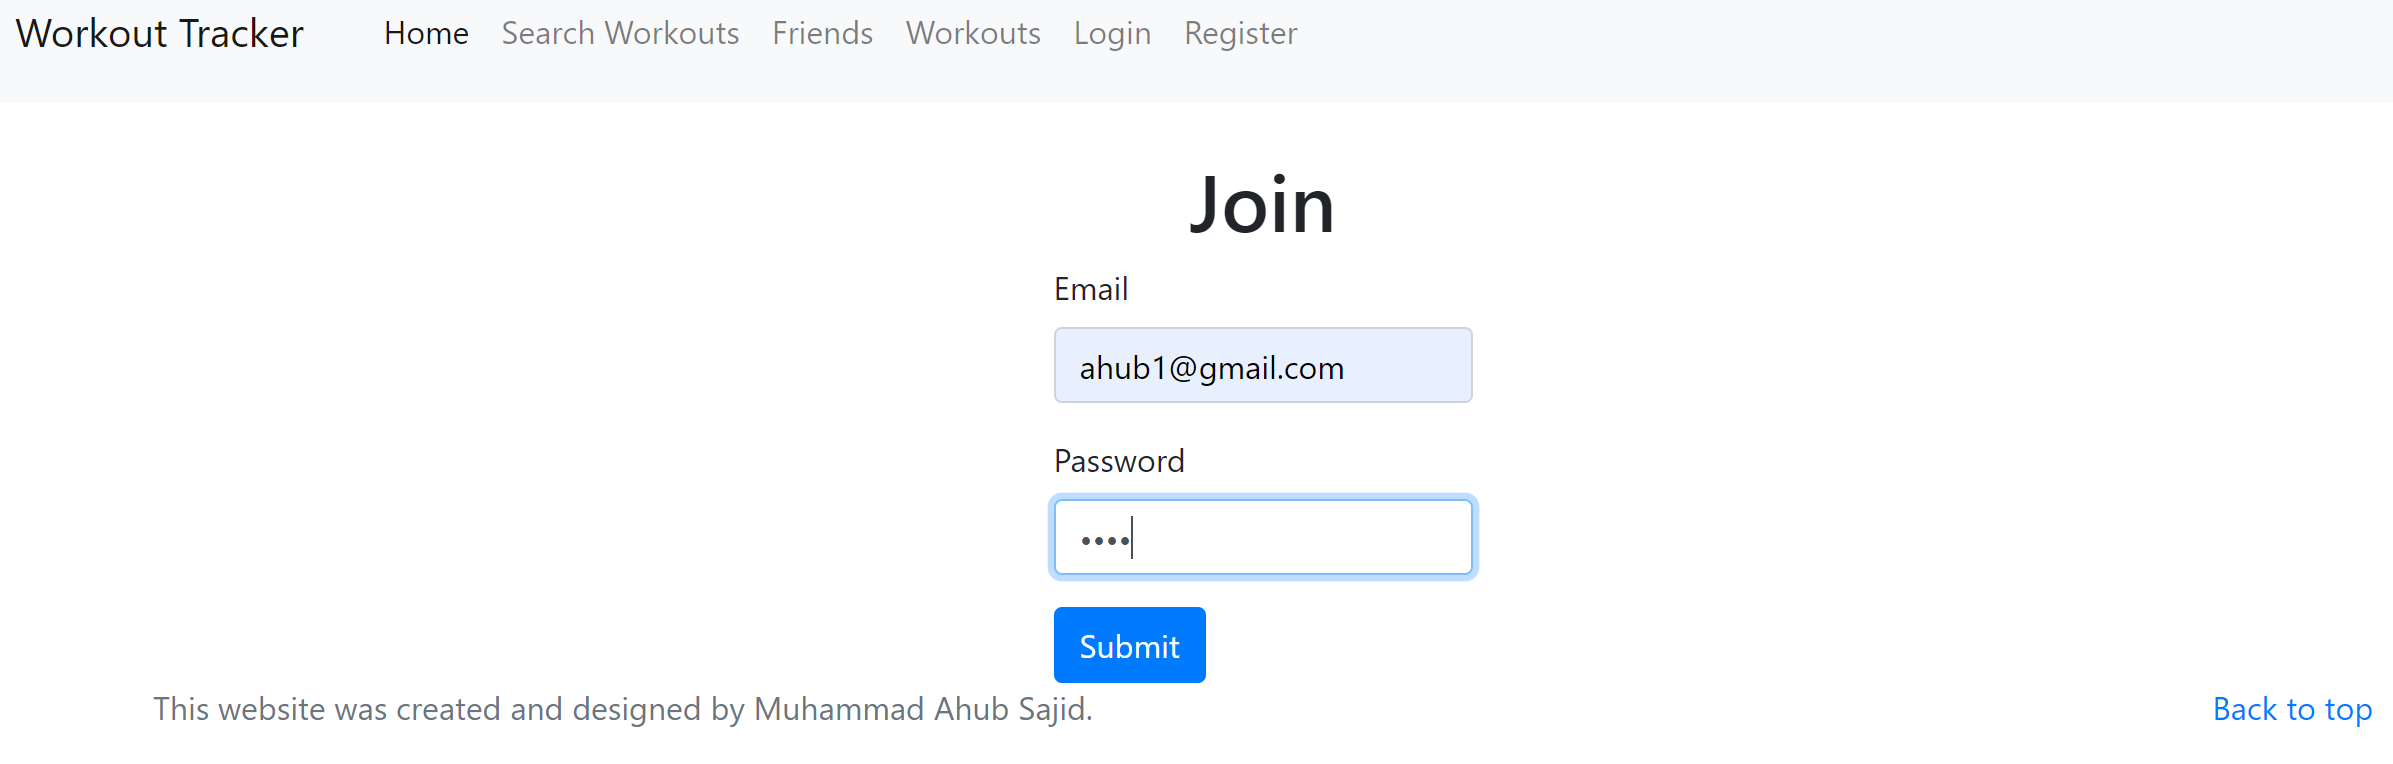 Workout Tracker Home Search Workouts Friends Workouts Login Register
Join
Email
ahub1@gmail.com
Password
••••
Submit
This website was created and designed by Muhammad Ahub Sajid. Back to top